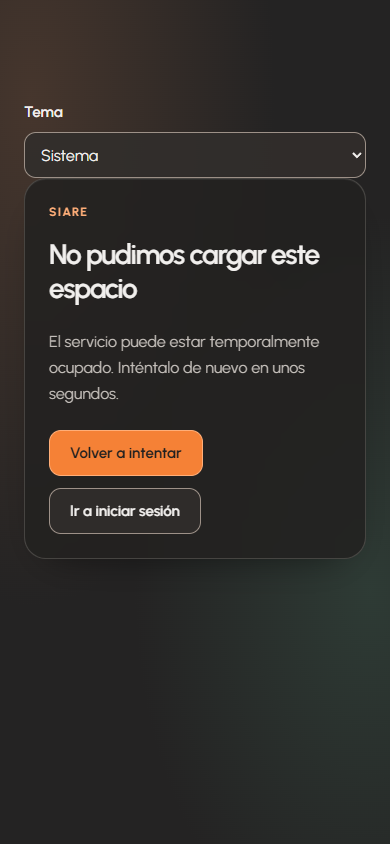 Tema
Sistema
SIARE
No pudimos cargar este
espacio
El servicio puede estar temporalmente
ocupado. Inténtalo de nuevo en unos
segundos.
Volver a intentar
Ir a iniciar sesión